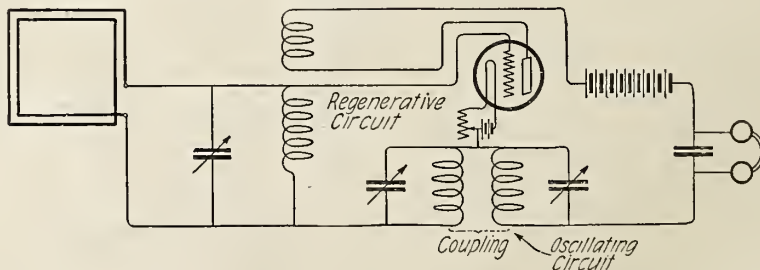 Regenerative
Circuit
Coupling
Oscillating
Circuit